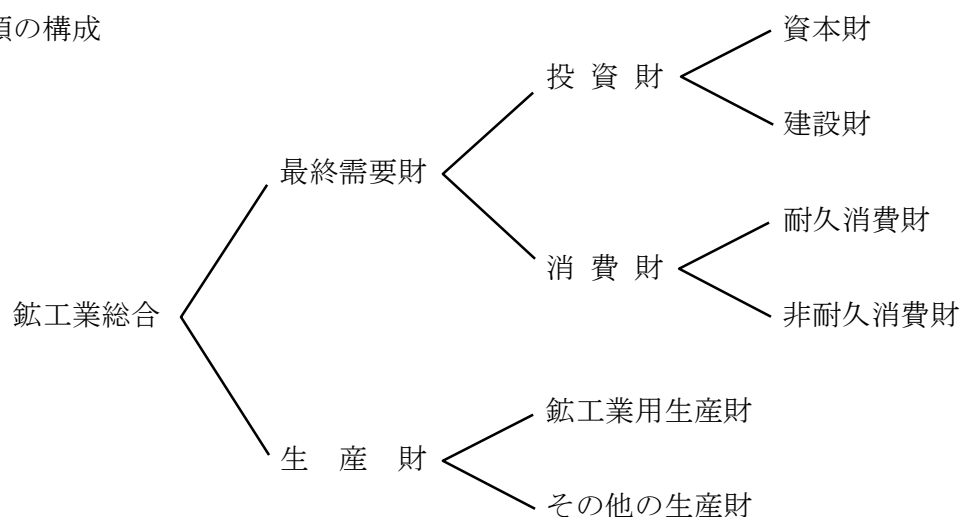 の構成
資本財
投 資 財
建設財
最終需要財
耐久消費財
消 費 財
鉱工業総合
非耐久消費財
鉱工業用生産財
生 産 財
その他の生産財